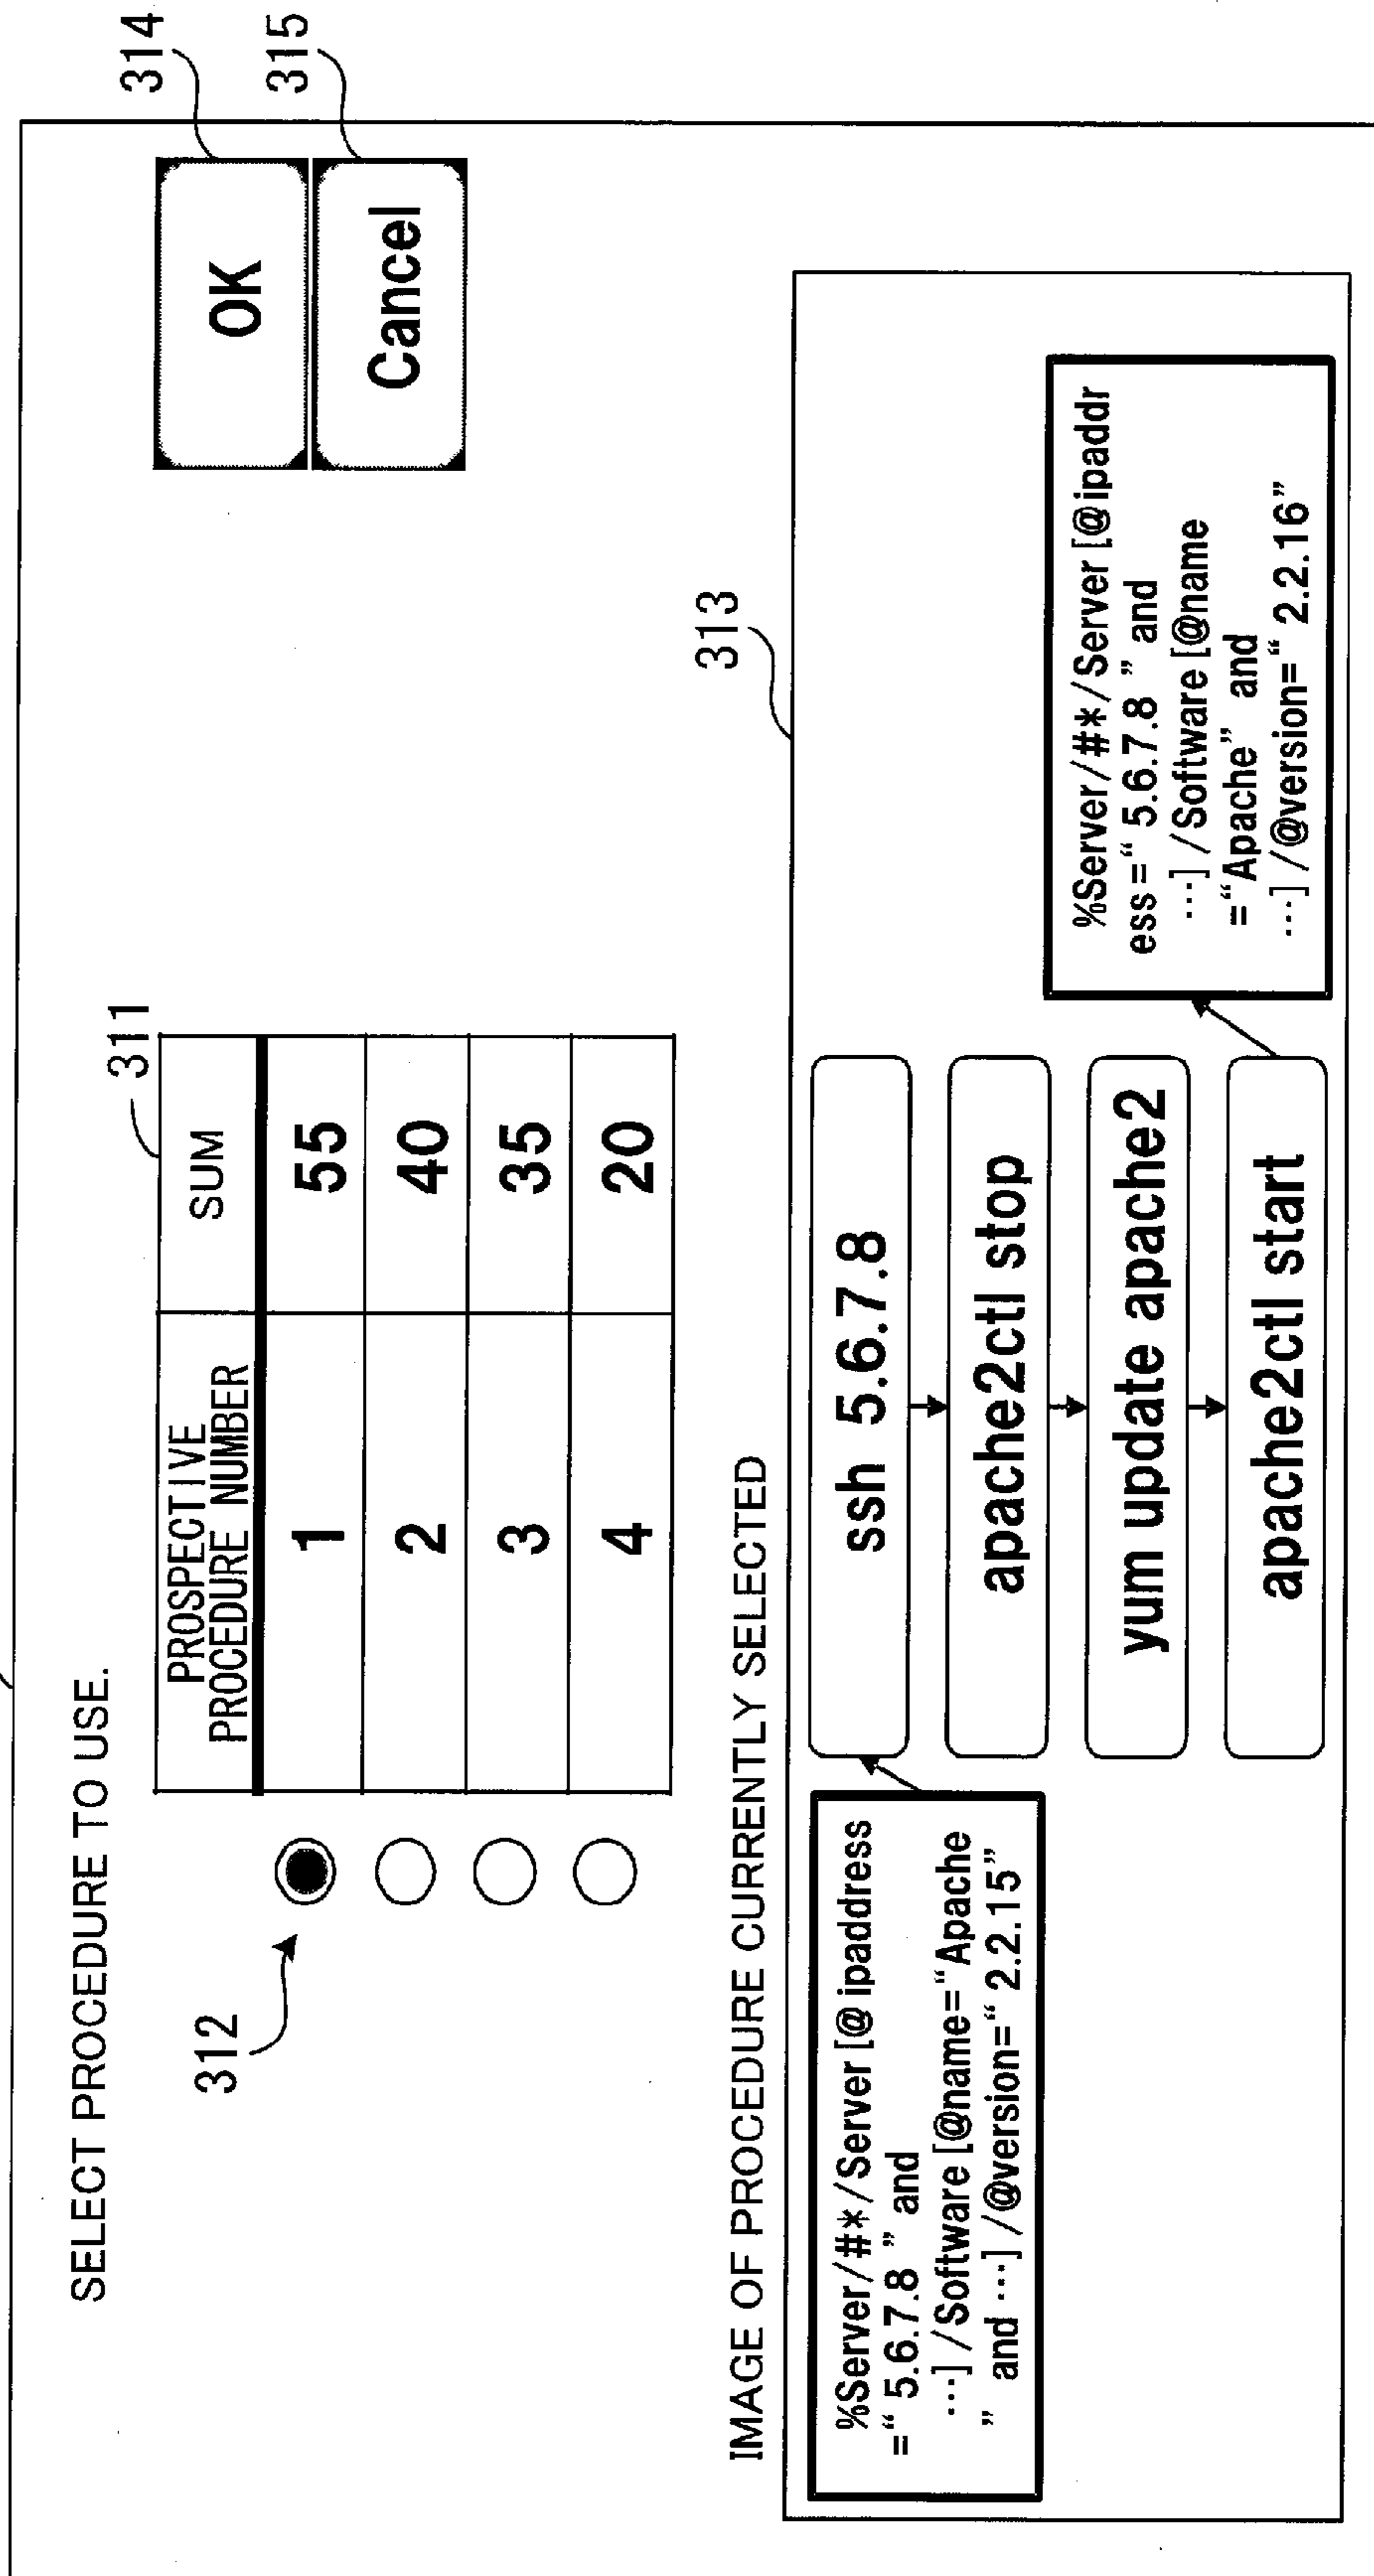 SELECT PROCEDURE TO USE.
311
PROSPECTIVE
PROCEDURE NUMBER
SUM
1 55
2 40
3 35
4 20
312
OK
314
Cancel
315
IMAGE OF PROCEDURE CURRENTLY SELECTED
313
%Server/#*/Server[@ipaddress
=“5.6.7.8 ” and
…]/Software[@name=“Apache
” and …]/@version=“2.2.15”
ssh 5.6.7.8
apache2ctl stop
yum update apache2
apache2ctl start
%Server/#*/Server[@ipaddr
ess=“5.6.7.8 ” and
…]/Software[@name
=“Apache” and
…]/@version=“2.2.16”